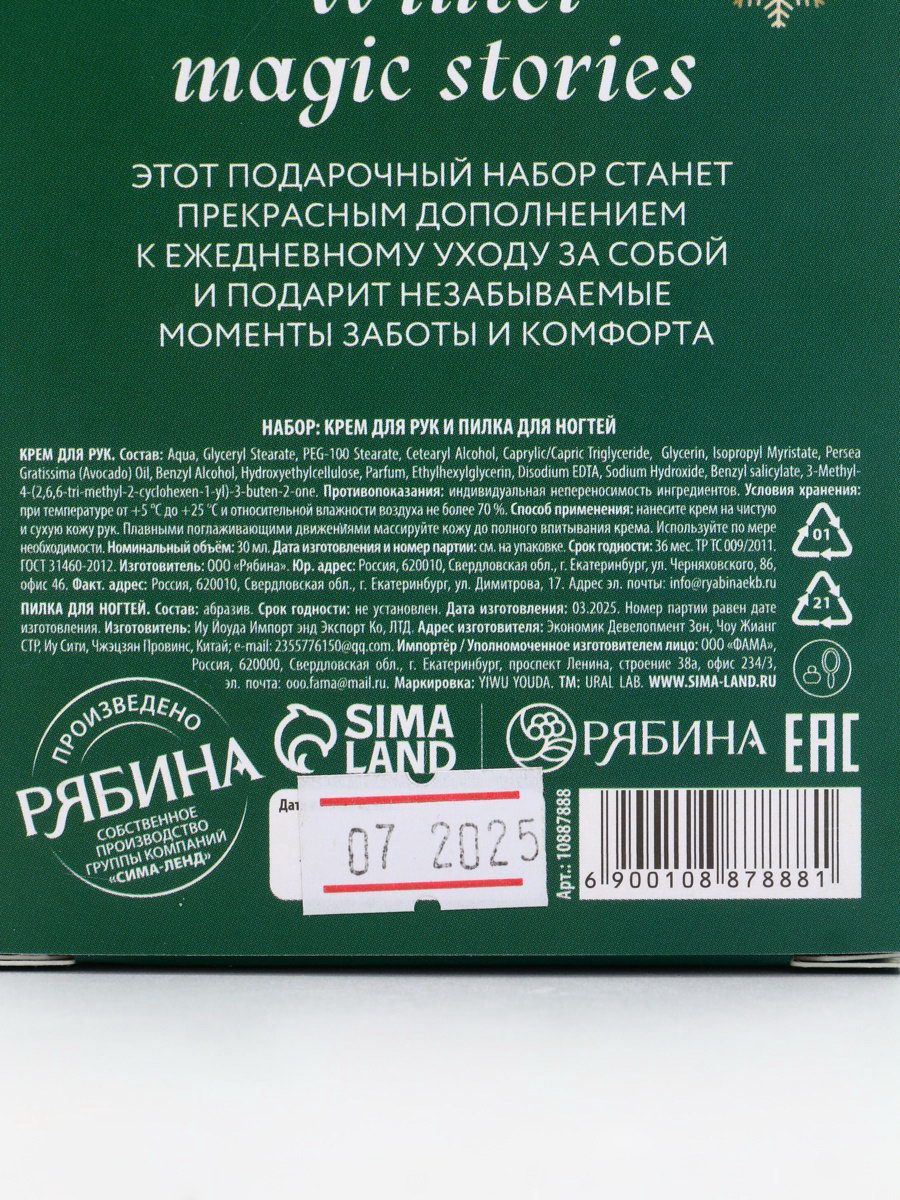 winter
magic stories
ЭТОТ ПОДАРОЧНЫЙ НАБОР СТАНЕТ
ПРЕКРАСНЫМ ДОПОЛНЕНИЕМ
К ЕЖЕДНЕВНОМУ УХОДУ ЗА СОБОЙ
И ПОДАРИТ НЕЗАБЫВАЕМЫЕ
МОМЕНТЫ ЗАБОТЫ И КОМФОРТА
НАБОР: КРЕМ ДЛЯ РУК И ПИЛКА ДЛЯ НОГТЕЙ
КРЕМ ДЛЯ РУК. Состав: Aqua, Glyceryl Stearate, PEG-100 Stearate, Cetearyl Alcohol, Caprylic/Capric Triglyceride, Glycerin, Isopropyl Myristate, Persea
Gratissima (Avocado) Oil, Benzyl Alcohol, Hydroxyethylcellulose, Parfum, Ethylhexylglycerin, Disodium EDTA, Sodium Hydroxide, Benzyl salicylate, 3-Methyl-
4-(2,6,6-tri-methyl-2-cyclohexen-1-yl)-3-buten-2-one. Противопоказания: индивидуальная непереносимость ингредиентов. Условия хранения:
при температуре от +5 °С до +25 °С и относительной влажности воздуха не более 70 %. Способ применения: нанесите крем на чистую
и сухую кожу рук. Плавными поглаживающими движениями массируйте кожу до полного впитывания крема. Используйте по мере
необходимости. Номинальный объём: 30 мл. Дата изготовления и номер партии: см. на упаковке. Срок годности: 36 мес. ТР ТС 009/2011.
ГОСТ 31460-2012. Изготовитель: ООО «Рябина». Юр. адрес: Россия, 620010, Свердловская обл., г. Екатеринбург, ул. Черняховского, 86,
офис 46. Факт. адрес: Россия, 620010, Свердловская обл., г. Екатеринбург, ул. Димитрова, 17. Адрес эл. почты: info@ryabinaekb.ru
01
ПИЛКА ДЛЯ НОГТЕЙ. Состав: абразив. Срок годности: не установлен. Дата изготовления: 03.2025. Номер партии равен дате
изготовления. Изготовитель: Иу Йоуда Импорт энд Экспорт Ко, ЛТД. Адрес изготовителя: Экономик Девелопмент Зон, Чоу Жианг
СТР, Иу Сити, Чжэцзян Провинс, Китай; e-mail: 2355776150@qq.com. Импортёр / Уполномоченное изготовителем лицо: ООО «ФАМА»,
Россия, 620000, Свердловская обл., г. Екатеринбург, проспект Ленина, строение 38а, офис 234/3,
эл. почта: ooo.fama@mail.ru. Маркировка: YIWU YOUDA. TM: URAL LAB. WWW.SIMA-LAND.RU
21
ПРОИЗВЕДЕНО
РЯБИНА
СОБСТВЕННОЕ
ПРОИЗВОДСТВО
ГРУППЫ КОМПАНИЙ
«СИМА-ЛЕНД»
SIMA
LAND
РЯБИНА
EAC
Дат
07 2025
Арт.: 10887888
6 900108 878881